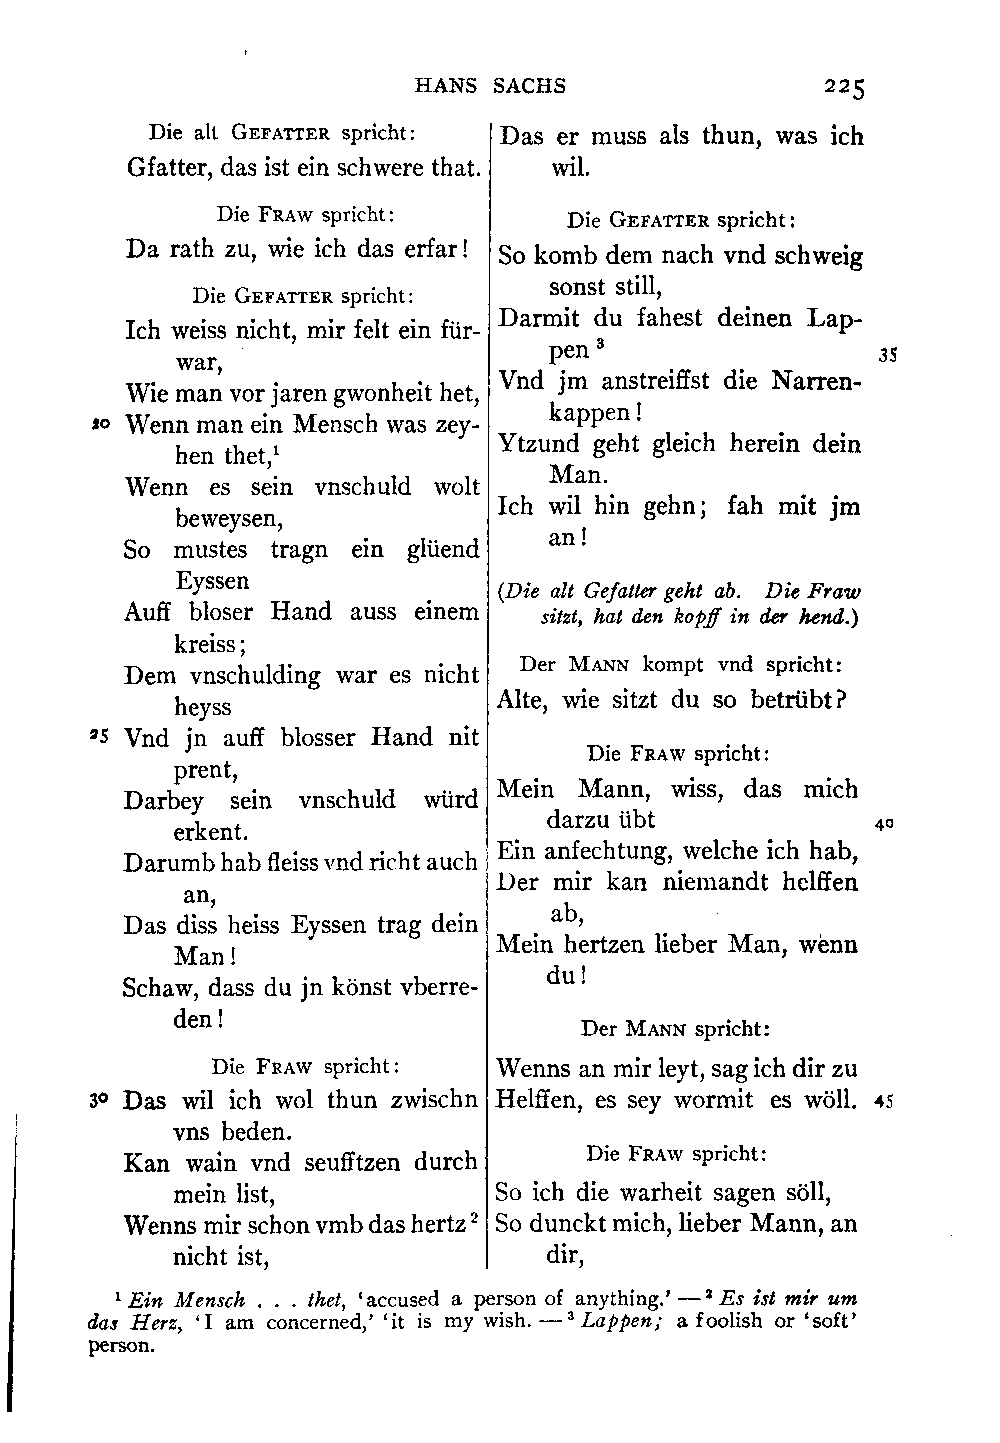 HANS SACHS 225
Die alt GEFATTER spricht:
Gfatter, das ist ein schwere that.
Die FRAW spricht:
Da rath zu, wie ich das erfar!
Die GEFATTER spricht:
Ich weiss nicht, mir felt ein für-
war,
Wie man vor jaren gwonheit het,
20 Wenn man ein Mensch was zey-
hen thet,¹
Wenn es sein vnschuld wolt
beweysen,
So mustes tragn ein glüend
Eyssen
Auff bloser Hand auss einem
kreiss;
Dem vnschulding war es nicht
heyss
25 Vnd jn auff blosser Hand nit
prent,
Darbey sein vnschuld würd
erkent.
Darumb hab fleiss vnd richt auch
an,
Das diss heiss Eyssen trag dein
Man!
Schaw, dass du jn könst vberre-
den!
Die FRAW spricht:
30 Das wil ich wol thun zwischn
vns beden.
Kan wain vnd seufftzen durch
mein list,
Wenns mir schon vmb das hertz²
nicht ist,
Das er muss als thun, was ich
wil.
Die GEFATTER spricht:
So komb dem nach vnd schweig
sonst still,
Darmit du fahest deinen Lap-
pen³ 35
Vnd jm anstreiffst die Narren-
kappen!
Ytzund geht gleich herein dein
Man.
Ich wil hin gehn; fah mit jm
an!
(Die alt Gefatter geht ab. Die Fraw
sitzt, hat den kopff in der hend.)
Der MANN kompt vnd spricht:
Alte, wie sitzt du so betrübt?
Die FRAW spricht:
Mein Mann, wiss, das mich
darzu übt 40
Ein anfechtung, welche ich hab,
Der mir kan niemandt helffen
ab,
Mein hertzen lieber Man, wenn
du!
Der MANN spricht:
Wenns an mir leyt, sag ich dir zu
Helffen, es sey wormit es wöll. 45
Die FRAW spricht:
So ich die warheit sagen söll,
So dunckt mich, lieber Mann, an
dir,
¹ Ein Mensch . . . thet, ‘accused a person of anything.’ — ² Es ist mir um
das Herz, ‘I am concerned,’ ‘it is my wish. — ³ Lappen; a foolish or ‘soft’
person.